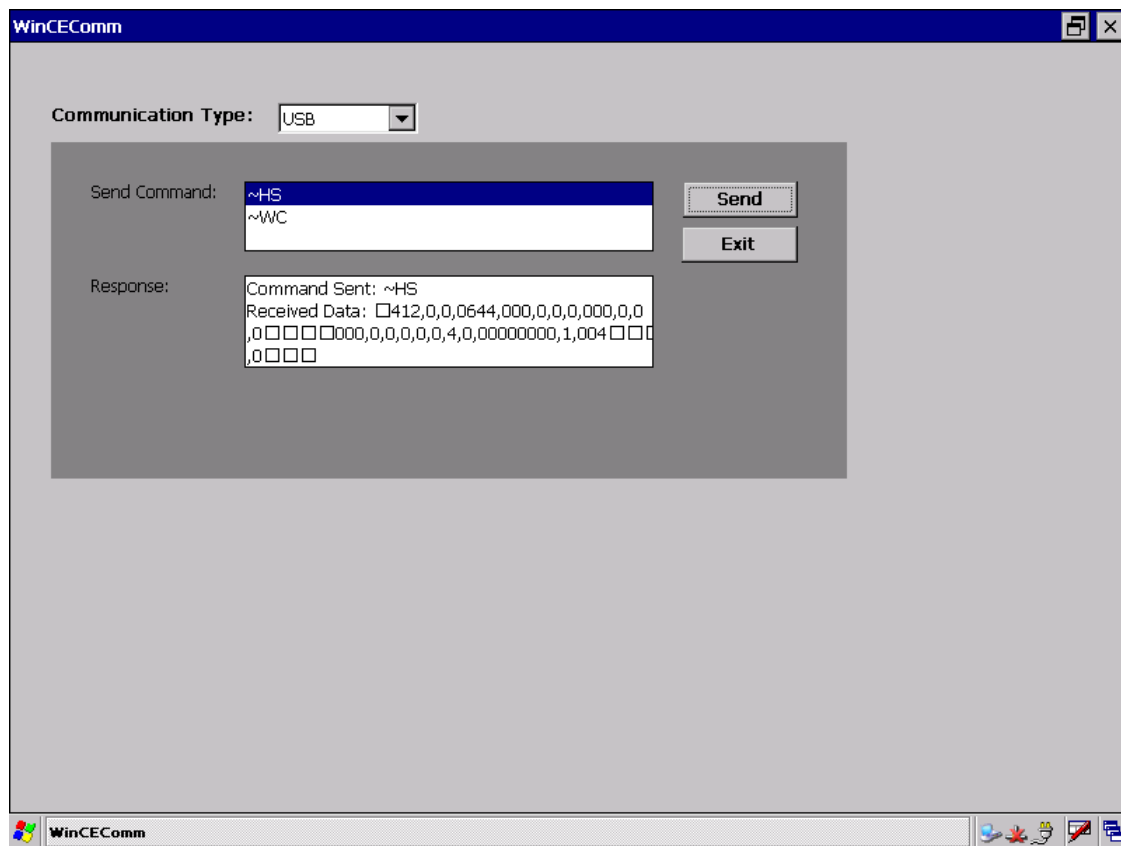 WinCEComm
Communication Type: USB
Send Command: ~HS
~WC
Send
Exit
Response: Command Sent: ~HS
Received Data: □412,0,0,0644,000,0,0,0,000,0,0
,0□□□□000,0,0,0,0,0,4,0,00000000,1,004□□□
,0□□□
WinCEComm